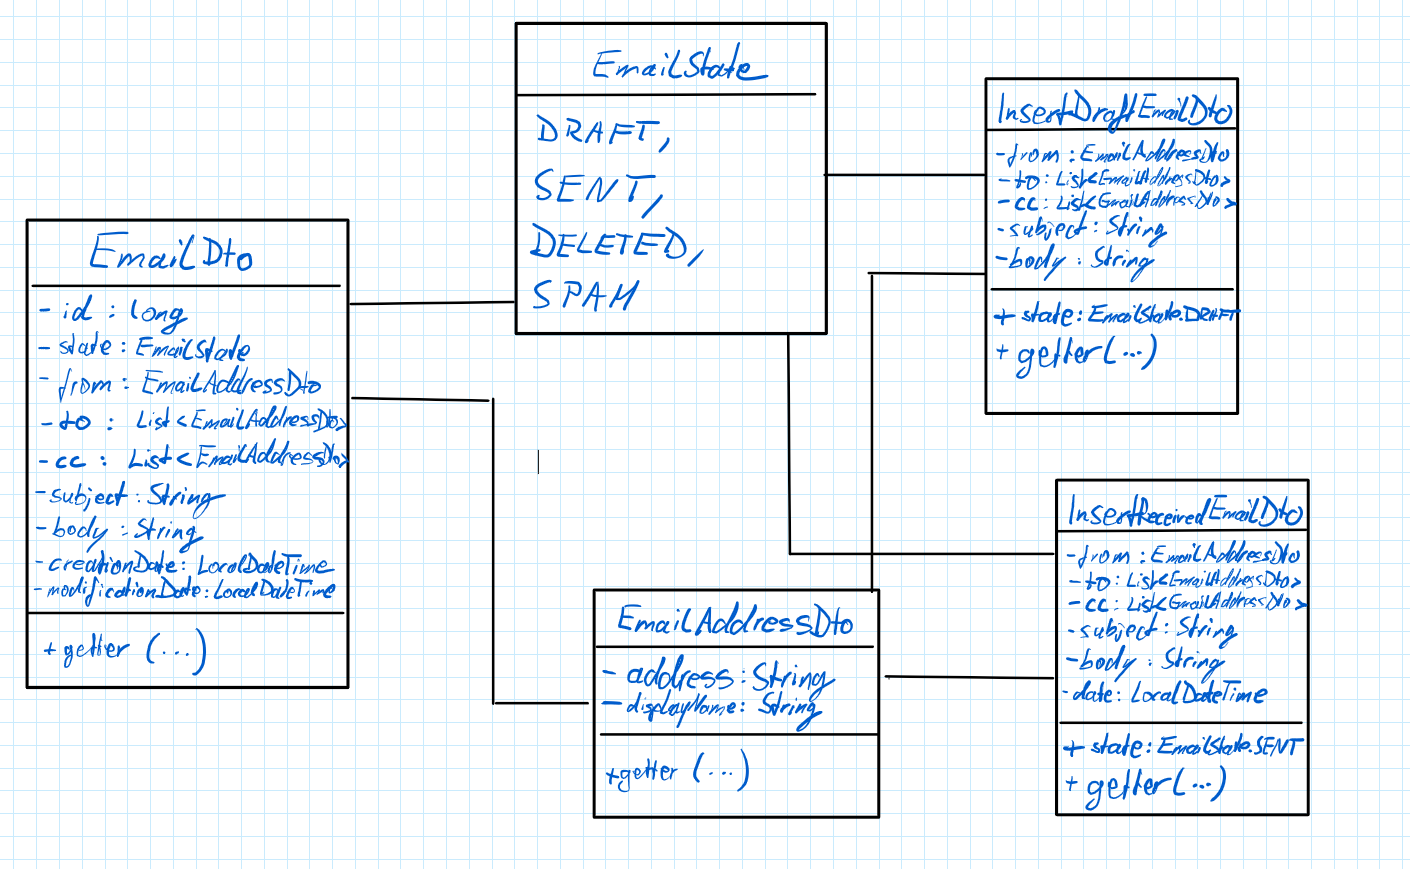 EmailState
DRAFT,
SENT,
DELETED,
SPAM
EmailDto
- id : long
- state : EmailState
- from : EmailAddressDto
- to : List<EmailAddressDto>
- cc : List<EmailAddressDto>
- subject : String
- body : String
- creationDate : LocalDateTime
- modificationDate : LocalDateTime
+ getter (...)
EmailAddressDto
- address : String
- displayName : String
+ getter (...)
InsertDraftEmailDto
- from : EmailAddressDto
- to : List<EmailAddressDto>
- cc : List<EmailAddressDto>
- subject : String
- body : String
+ state : EmailState.DRAFT
+ getter (...)
InsertReceivedEmailDto
- from : EmailAddressDto
- to : List<EmailAddressDto>
- cc : List<EmailAddressDto>
- subject : String
- body : String
- date : LocalDateTime
+ state : EmailState.SENT
+ getter (...)